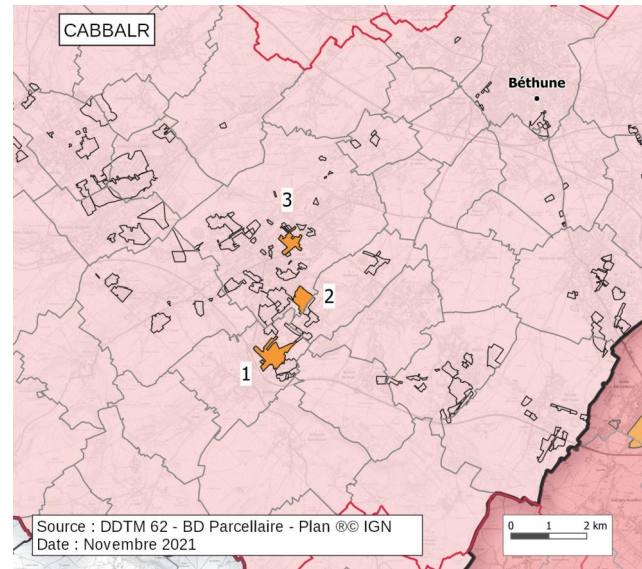 CABBALR
Béthune
3
2
1
Source : DDTM 62 - BD Parcellaire - Plan ®© IGN
Date : Novembre 2021
0 1 2 km